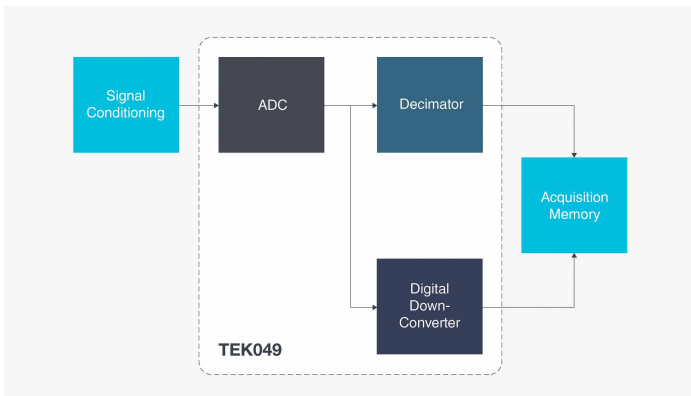 Signal
Conditioning
ADC
Decimator
Acquisition
Memory
Digital
Down-
Converter
TEK049